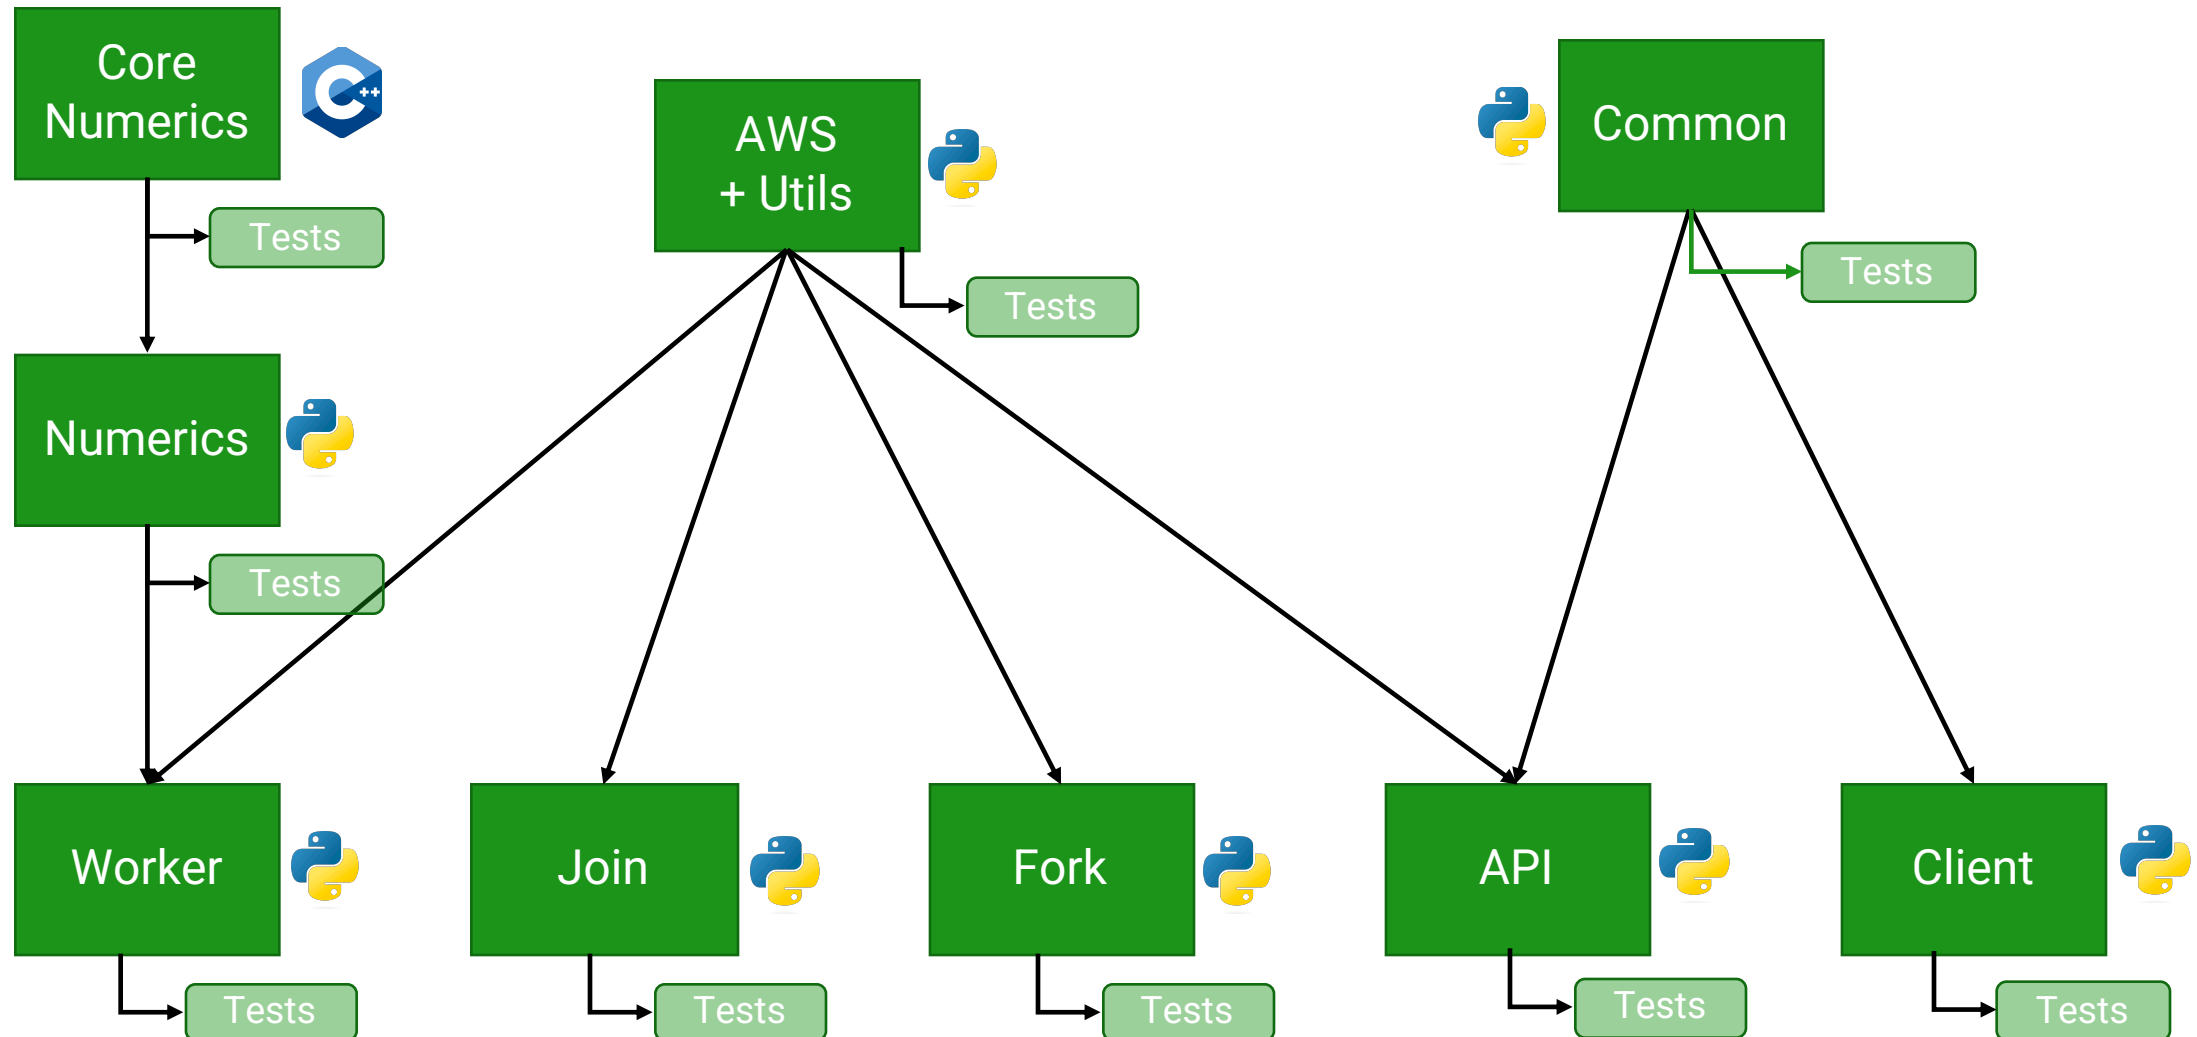 Core
Numerics
C++
Tests
AWS
+ Utils
Tests
Common
Tests
Numerics
Tests
Worker
Tests
Join
Tests
Fork
Tests
API
Tests
Client
Tests